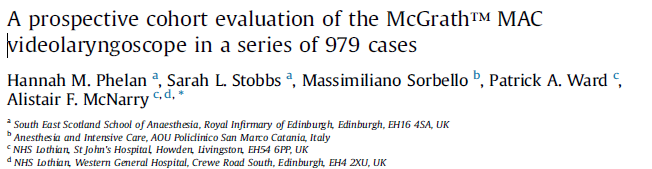 A prospective cohort evaluation of the McGrath™ MAC
videolaryngoscope in a series of 979 cases
Hannah M. Phelan a, Sarah L. Stobbs a, Massimiliano Sorbello b, Patrick A. Ward c,
Alistair F. McNarry c,d,*
a South East Scotland School of Anaesthesia, Royal Infirmary of Edinburgh, Edinburgh, EH16 4SA, UK
b Anesthesia and Intensive Care, AOU Policlinico San Marco Catania, Italy
c NHS Lothian, St John's Hospital, Howden, Livingston, EH54 6PP, UK
d NHS Lothian, Western General Hospital, Crewe Road South, Edinburgh, EH4 2XU, UK